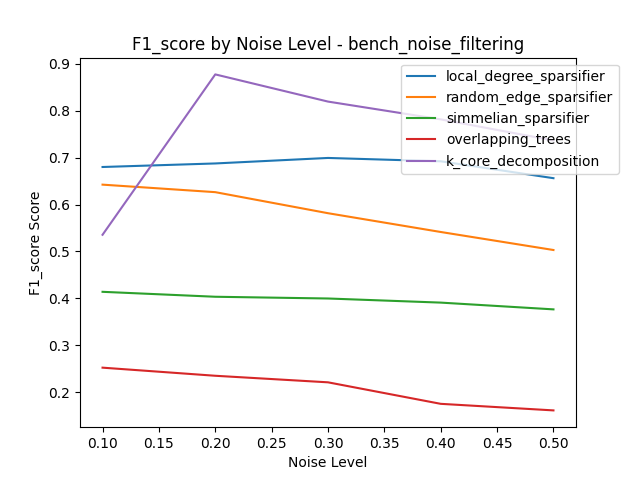 F1_score by Noise Level - bench_noise_filtering
local_degree_sparsifier
random_edge_sparsifier
simmelian_sparsifier
overlapping_trees
k_core_decomposition
F1_score Score
0.9
0.8
0.7
0.6
0.5
0.4
0.3
0.2
0.10 0.15 0.20 0.25 0.30 0.35 0.40 0.45 0.50
Noise Level